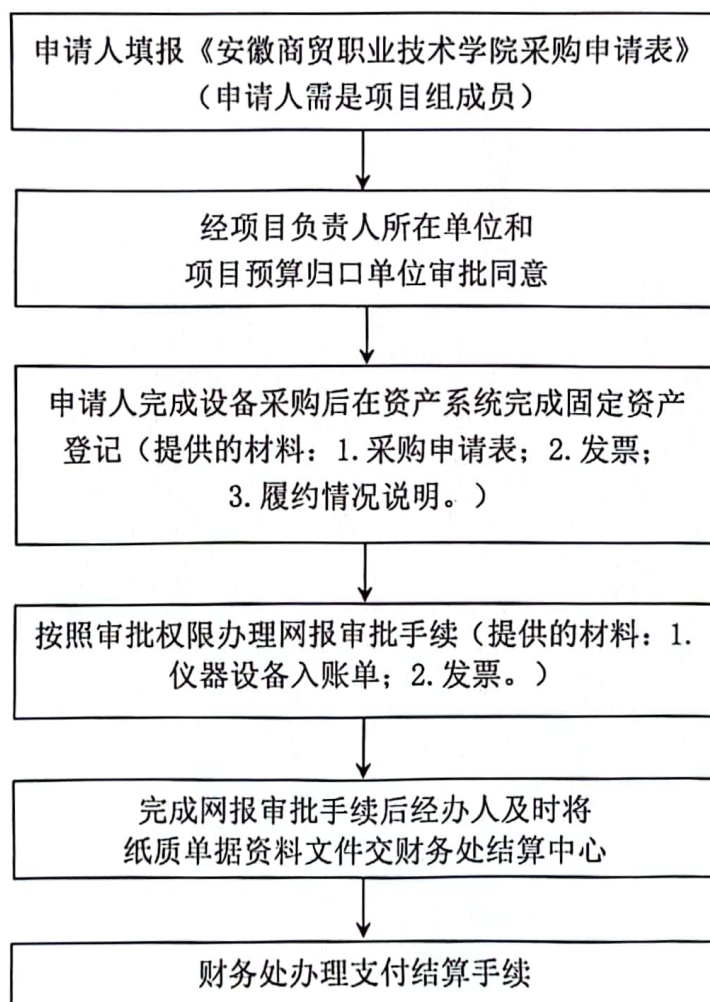 申请人填报《安徽商贸职业技术学院采购申请表》
（申请人需是项目组成员）
经项目负责人所在单位和
项目预算归口单位审批同意
申请人完成设备采购后在资产系统完成固定资产
登记（提供的材料：1.采购申请表；2.发票；
3.履约情况说明。）
按照审批权限办理网报审批手续（提供的材料：1.
仪器设备入账单；2.发票。）
完成网报审批手续后经办人及时将
纸质单据资料文件交财务处结算中心
财务处办理支付结算手续